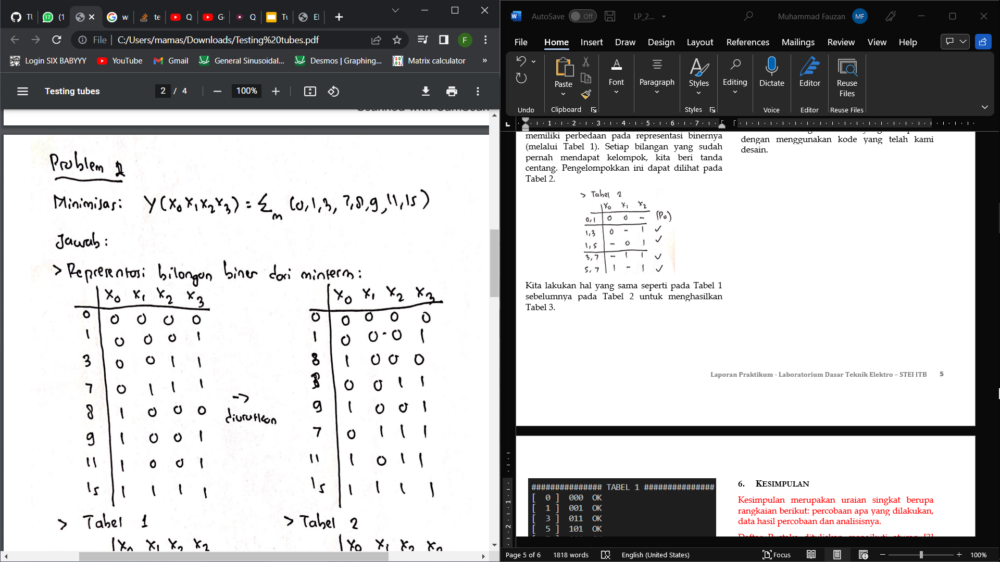 TU
(1
w
te
Q
G
Q
Tu
El
File
C:/Users/mamas/Downloads/Testing%20tubes.pdf
F
Login SIX BABYYY
YouTube
Gmail
General Sinusoidal...
Desmos | Graphing...
Matrix calculator
»
Testing tubes
2 / 4
100%
Problem 2
Minimisasi Y(x0x1x2x3) = Σm (0,1,3,7,8,9,11,15)
Jawab :
> Representasi bilangan biner dari minterm :
x0 x1 x2 x3
0 0 0 0 0
1 0 0 0 1
3 0 0 1 1
7 0 1 1 1
8 1 0 0 0
9 1 0 0 1
11 1 0 0 1
15 1 1 1 1
->
diurutkan
x0 x1 x2 x3
0 0 0 0 0
1 0 0 0 1
8 1 0 0 0
3 0 0 1 1
9 1 0 0 1
7 0 1 1 1
11 1 0 1 1
15 1 1 1 1
> Tabel 1
x0 x1 x2 x3
> Tabel 2
x0 x1 x2 x3
AutoSave Off
LP_2...
Muhammad Fauzan
MF
File Home Insert Draw Design Layout References Mailings Review View Help
Paste
Font
Paragraph
Styles
Editing
Dictate
Editor
Reuse Files
Undo
Clipboard
Styles
Voice
Editor
Reuse Files
1 2 3 4 5 6 7
memiliki perbedaan pada representasi binernya
(melalui Tabel 1). Setiap bilangan yang sudah
pernah mendapat kelompok, kita beri tanda
centang. Pengelompokkan ini dapat dilihat pada
Tabel 2.
> Tabel 2
x0 x1 x2
0,1 0 0 - (P0)
1,3 0 - 1 ✓
1,5 - 0 1 ✓
3,7 - 1 1 ✓
5,7 1 - 1 ✓
Kita lakukan hal yang sama seperti pada Tabel 1
sebelumnya pada Tabel 2 untuk menghasilkan
Tabel 3.
dengan menggunakan kode yang telah kami
desain.
Laporan Praktikum - Laboratorium Dasar Teknik Elektro – STEI ITB 5
############### TABEL 1 ###############
[ 0 ] 000 OK
[ 1 ] 001 OK
[ 3 ] 011 OK
[ 5 ] 101 OK
6. KESIMPULAN
Kesimpulan merupakan uraian singkat berupa
rangkaian berikut: percobaan apa yang dilakukan,
data hasil percobaan dan analisisnya.
Page 5 of 6
1818 words
English (United States)
Focus
100%